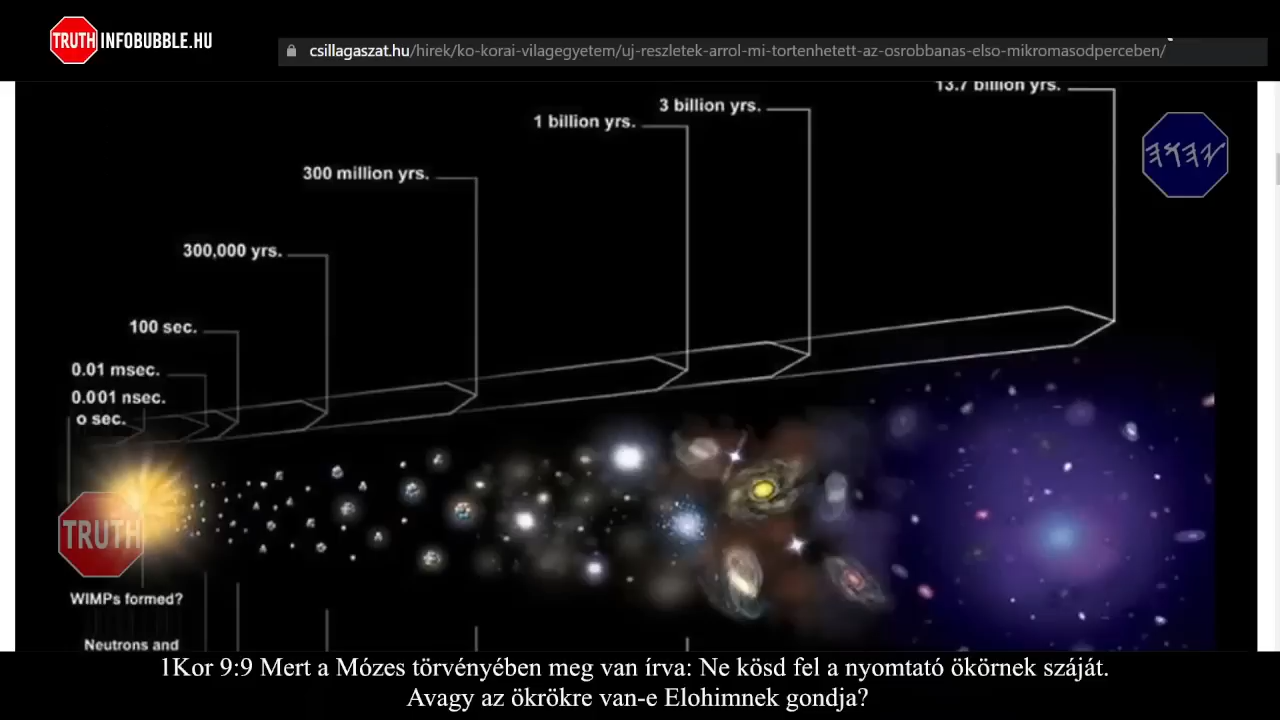 TRUTH INFOBUBBLE.HU
csillagaszat.hu/hirek/ko-korai-vilagegyetem/uj-reszletek-arrol-mi-tortenhetett-az-osrobbanas-elso-mikromasodperceben/
13.7 billion yrs.
3 billion yrs.
1 billion yrs.
300 million yrs.
300,000 yrs.
100 sec.
0.01 msec.
0.001 nsec.
o sec.
TRUTH
WIMPs formed?
Neutrons and
1Kor 9:9 Mert a Mózes törvényében meg van írva: Ne kösd fel a nyomtató ökörnek száját.
Avagy az ökrökre van-e Elohimnek gondja?